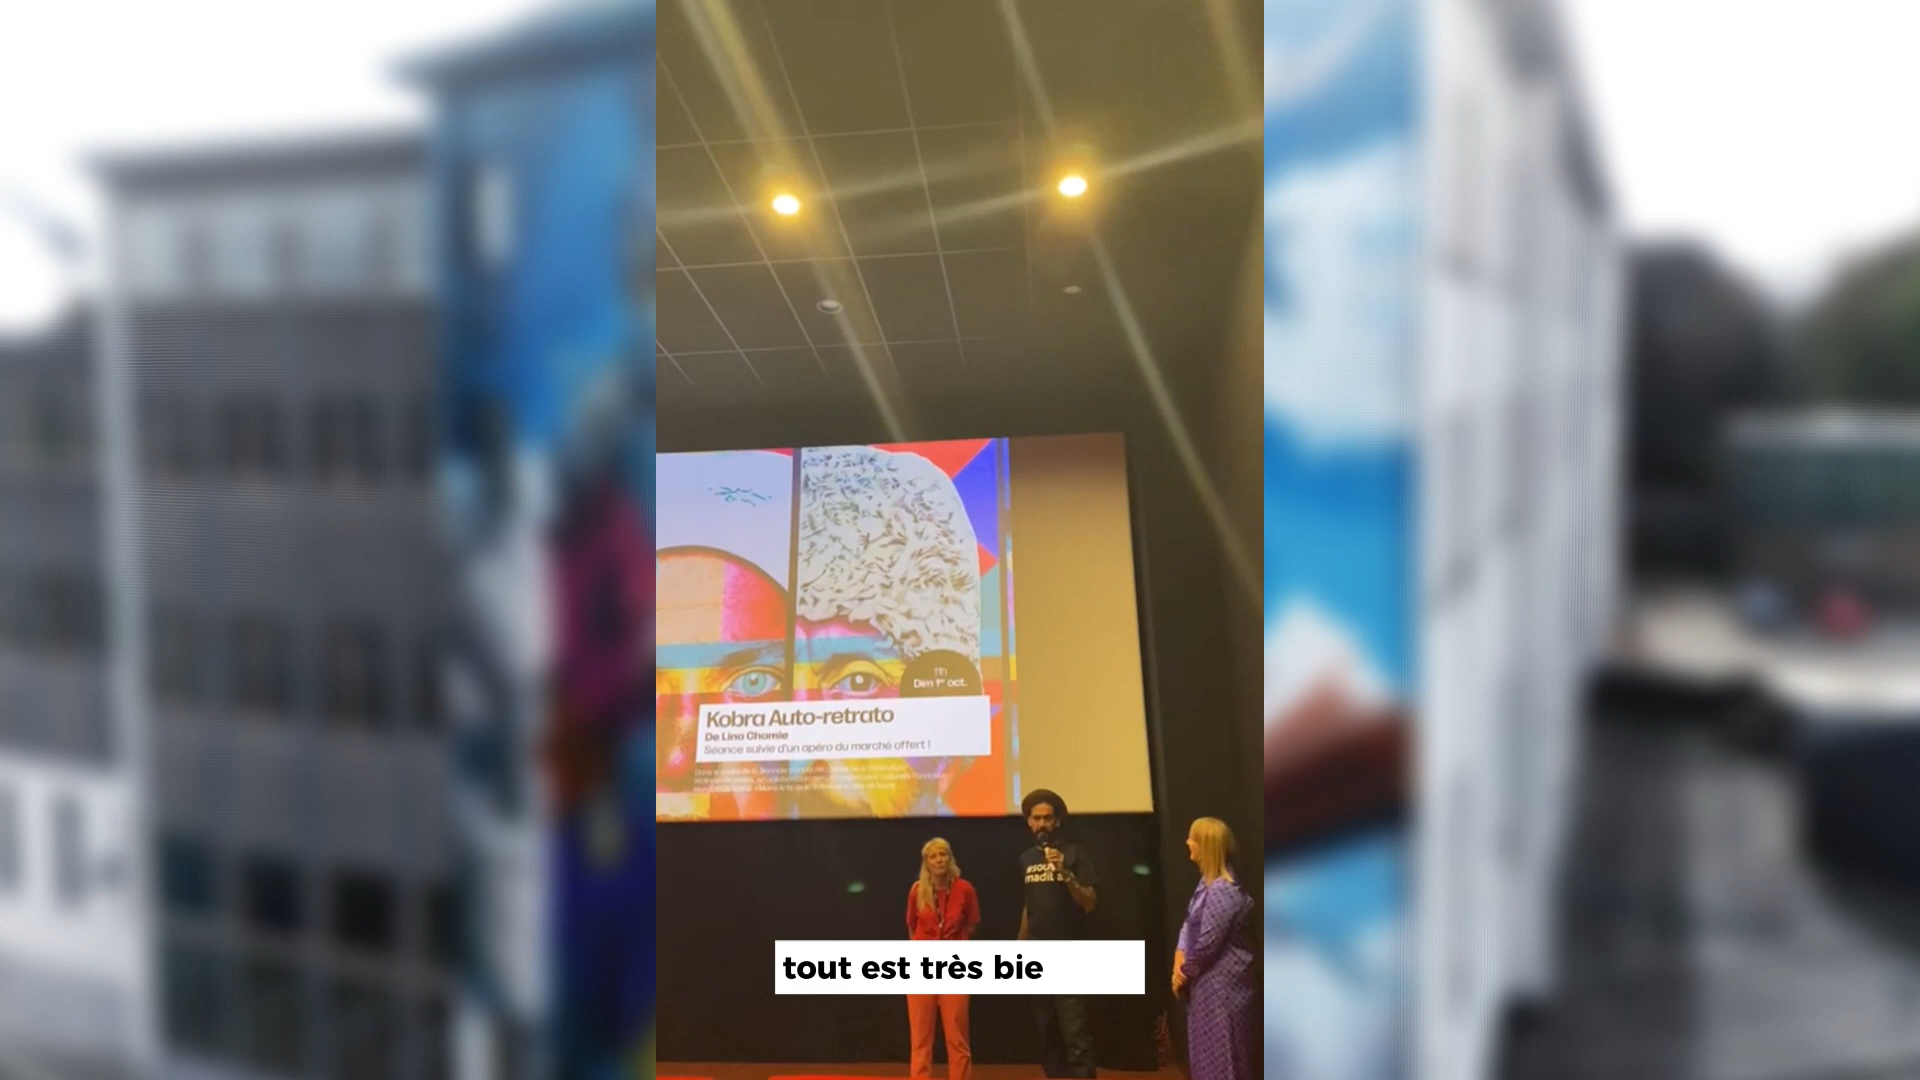 11h
Dim 1er oct.
Kobra Auto-retrato
De Lina Chamie
Séance suivie d'un apéro du marché offert !
madit
tout est très bie